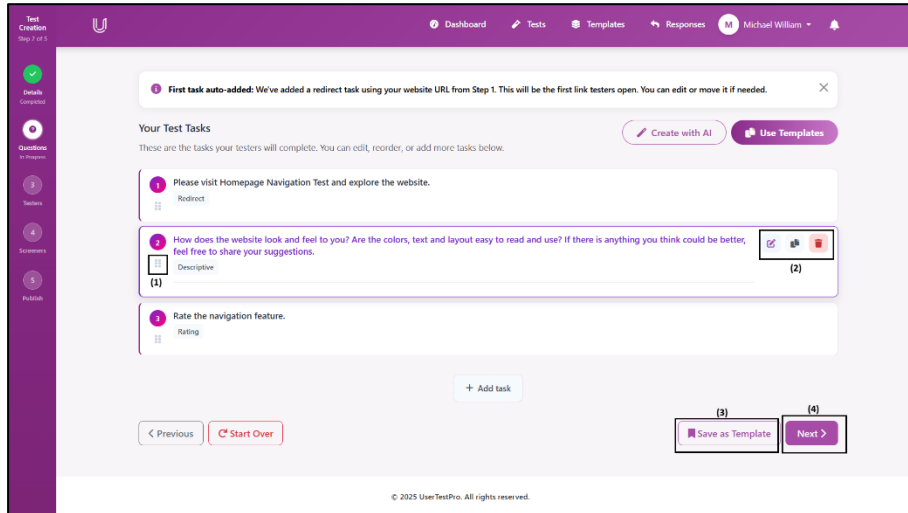 Test
Creation
Step 2 of 5
Dashboard
Tests
Templates
Responses
M
Michael William
Details
Completed
Questions
In Progress
3
Testers
4
Screeners
5
Publish
First task auto-added: We've added a redirect task using your website URL from Step 1. This will be the first link testers open. You can edit or move it if needed.
Your Test Tasks
These are the tasks your testers will complete. You can edit, reorder, or add more tasks below.
Create with AI
Use Templates
1
Please visit Homepage Navigation Test and explore the website.
Redirect
2
How does the website look and feel to you? Are the colors, text and layout easy to read and use? If there is anything you think could be better,
feel free to share your suggestions.
Descriptive
(1)
(2)
3
Rate the navigation feature.
Rating
+ Add task
(3)
(4)
Previous
Start Over
Save as Template
Next
© 2025 UserTestPro. All rights reserved.